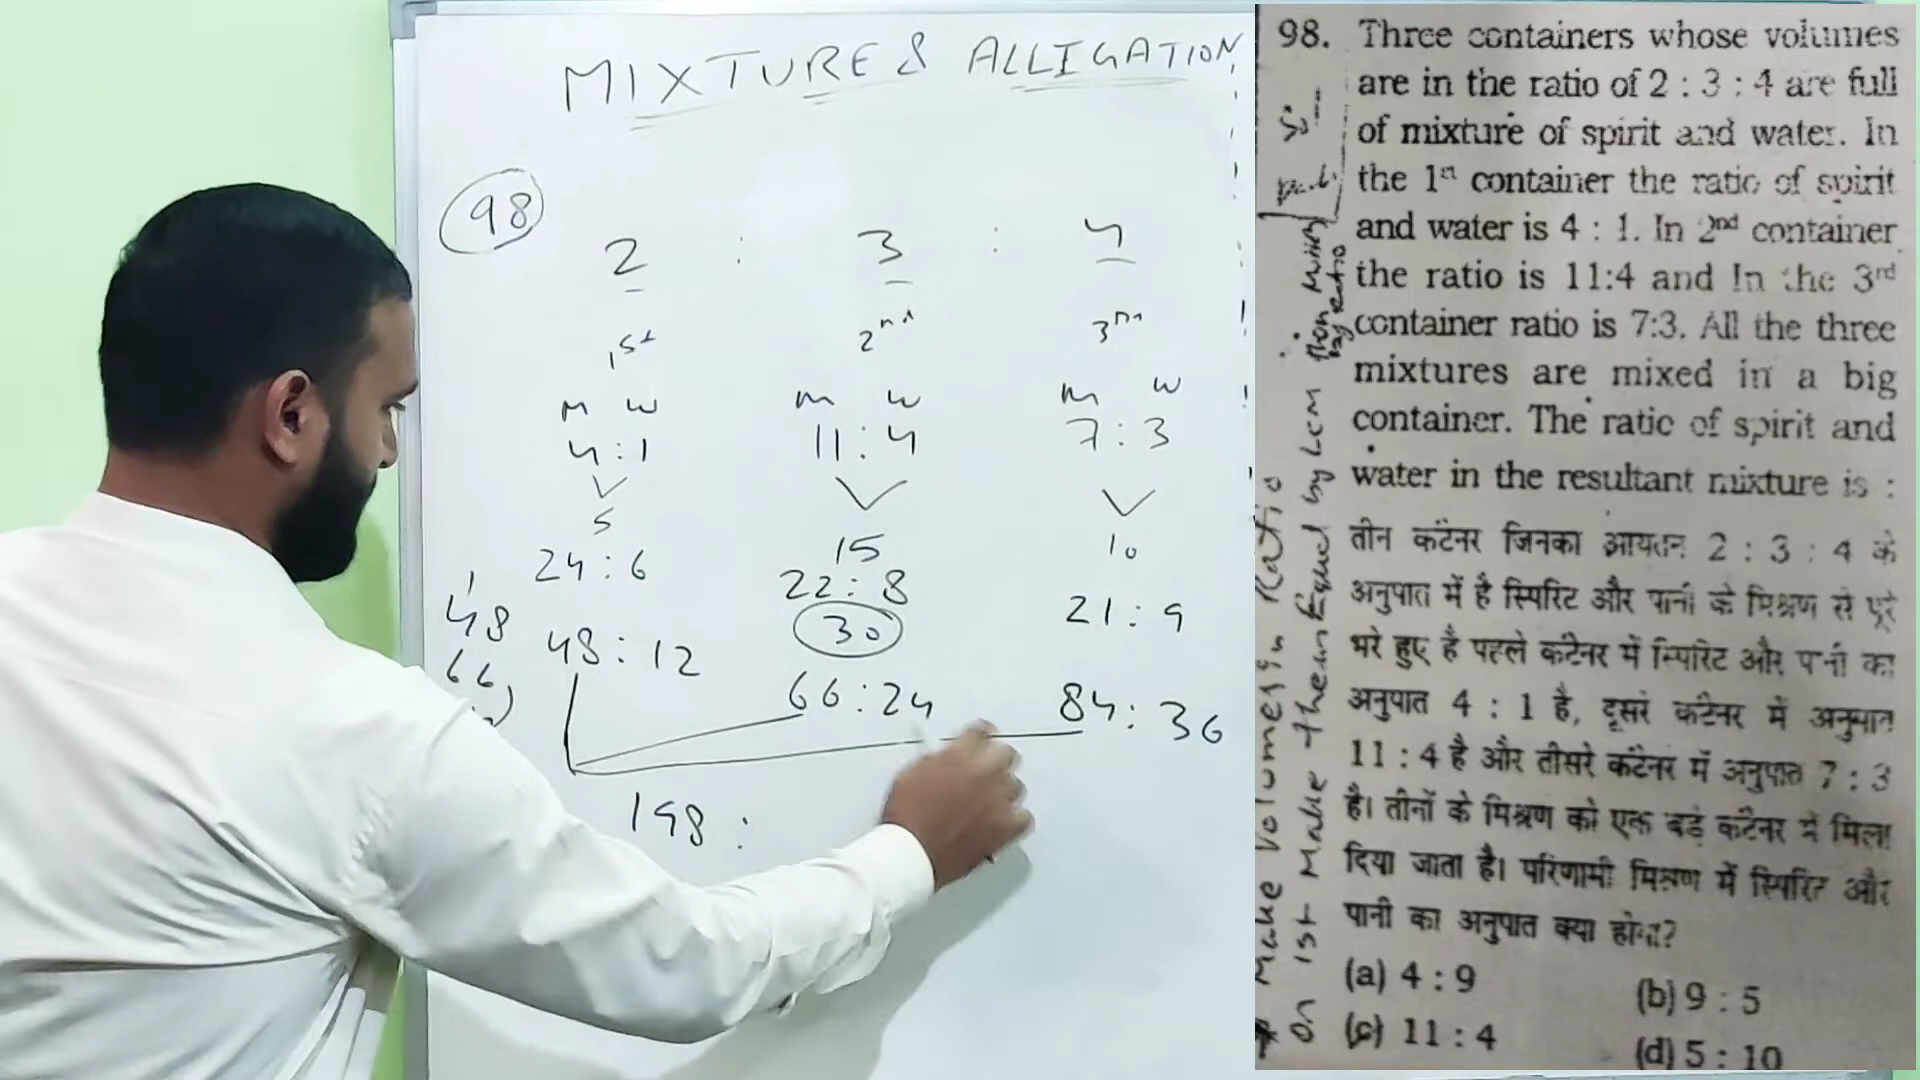 MIXTURE & ALLIGATION
98
2 : 3 : 4
1st 2nd 3rd
M W M W M W
4:1 11:4 7:3
5 15 10
24:6 22:8 21:9
30
48
66
48:12 66:24 84:36
198 :
98. Three containers whose volumes
are in the ratio of 2 : 3 : 4 are full
of mixture of spirit and water. In
the 1st container the ratio of spirit
and water is 4 : 1. In 2nd container
the ratio is 11:4 and In the 3rd
container ratio is 7:3. All the three
mixtures are mixed in a big
container. The ratio of spirit and
water in the resultant mixture is :
तीन कंटेनर जिनका आयतन 2 : 3 : 4 के
अनुपात में है स्पिरिट और पानी के मिश्रण से पूरे
भरे हुए है पहले कंटेनर में स्पिरिट और पानी का
अनुपात 4 : 1 है, दूसरे कंटेनर में अनुपात
11 : 4 है और तीसरे कंटेनर में अनुपात 7 : 3
है। तीनों के मिश्रण को एक बड़े कंटेनर में मिला
दिया जाता है। परिणामी मिश्रण में स्पिरिट और
पानी का अनुपात क्या होगा?
(a) 4 : 9 (b) 9 : 5
(c) 11 : 4 (d) 5 : 10
Make volumes in Ratio
on 1st Make them Equal by LCM then Multiply by Ratio